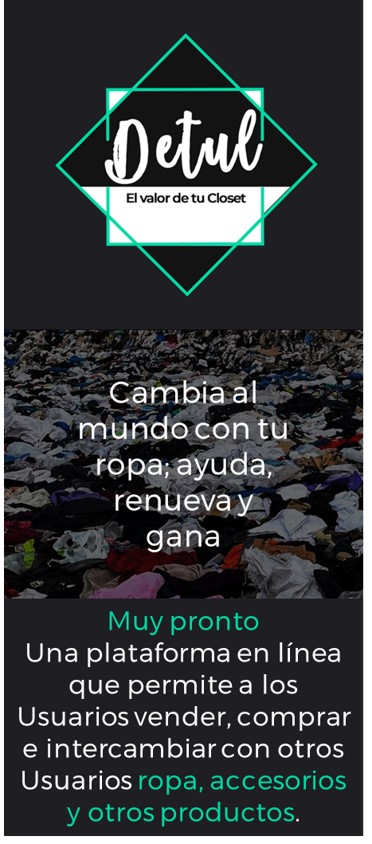 Detul
El valor de tu Closet
Cambia al
mundo con tu
ropa; ayuda,
renueva y
gana
Muy pronto
Una plataforma en línea
que permite a los
Usuarios vender, comprar
e intercambiar con otros
Usuarios ropa, accesorios
y otros productos.